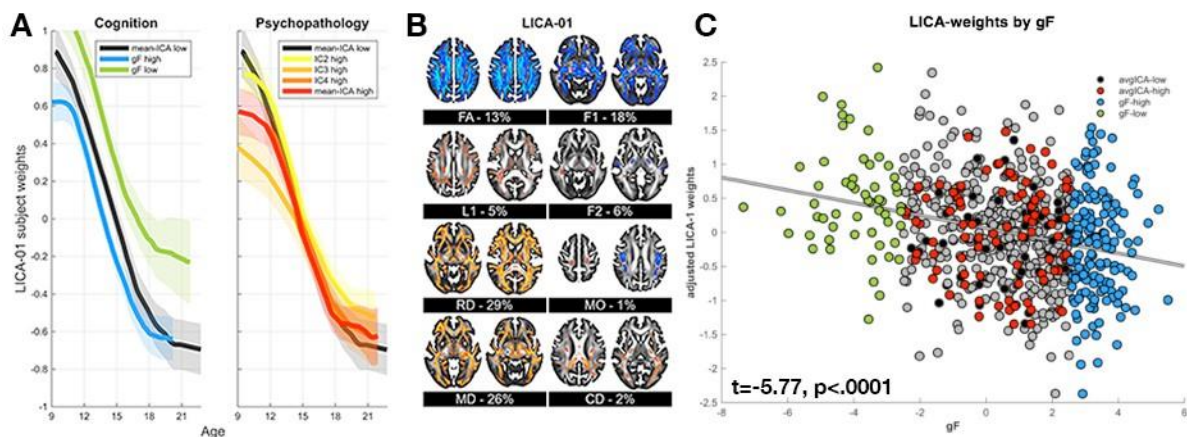 A
Cognition
mean-ICA low
gF high
gF low
LICA-01 subject weights
1
0.8
0.6
0.4
0.2
0
-0.2
-0.4
-0.6
-0.8
-1
9 12 15 18 21
Psychopathology
mean-ICA low
IC2 high
IC3 high
IC4 high
mean-ICA high
9 12 15 18 21
Age
B
LICA-01
FA - 13% F1 - 18%
L1 - 5% F2 - 6%
RD - 29% MO - 1%
MD - 26% CD - 2%
C
LICA-weights by gF
avgICA-low
avgICA-high
gF-high
gF-low
adjusted LICA-1 weights
2.5
2
1.5
1
0.5
0
-0.5
-1
-1.5
-2
-2.5
t=-5.77, p<.0001
-8 -6 -4 -2 0 2 4 6
gF